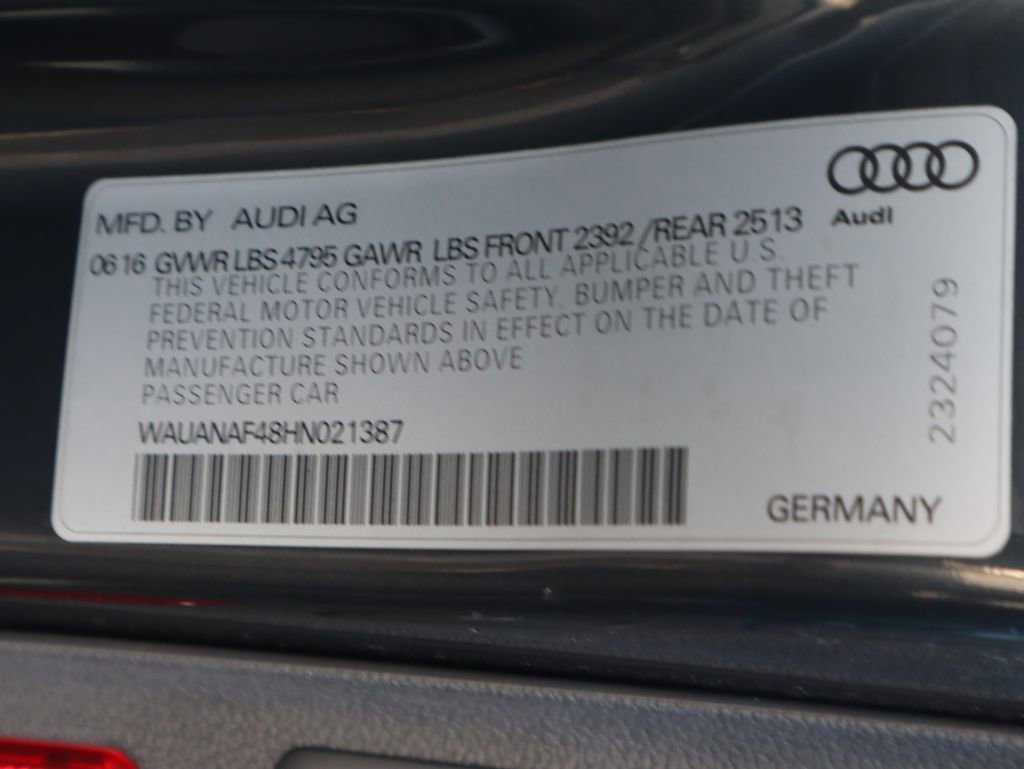 MFD. BY AUDI AG
Audi
06 16 GVWR LBS 4795 GAWR LBS FRONT 2392 / REAR 2513
THIS VEHICLE CONFORMS TO ALL APPLICABLE U.S.
FEDERAL MOTOR VEHICLE SAFETY, BUMPER AND THEFT
PREVENTION STANDARDS IN EFFECT ON THE DATE OF
MANUFACTURE SHOWN ABOVE
PASSENGER CAR
WAUANAF48HN021387
2324079
GERMANY